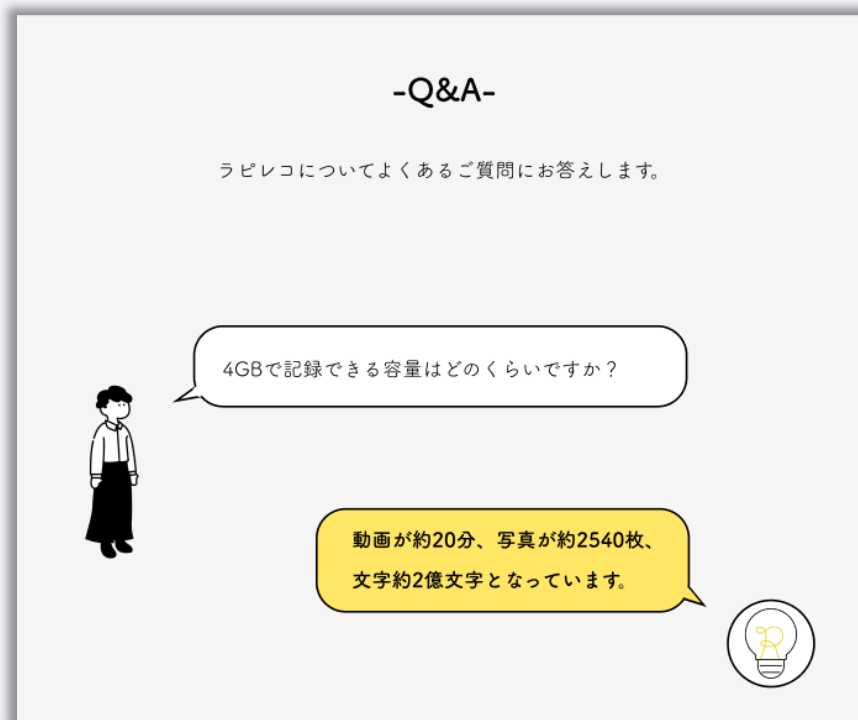 -Q&A-
ラピレコについてよくあるご質問にお答えします。
4GBで記録できる容量はどのくらいですか？
動画が約20分、写真が約2540枚、
文字約2億文字となっています。